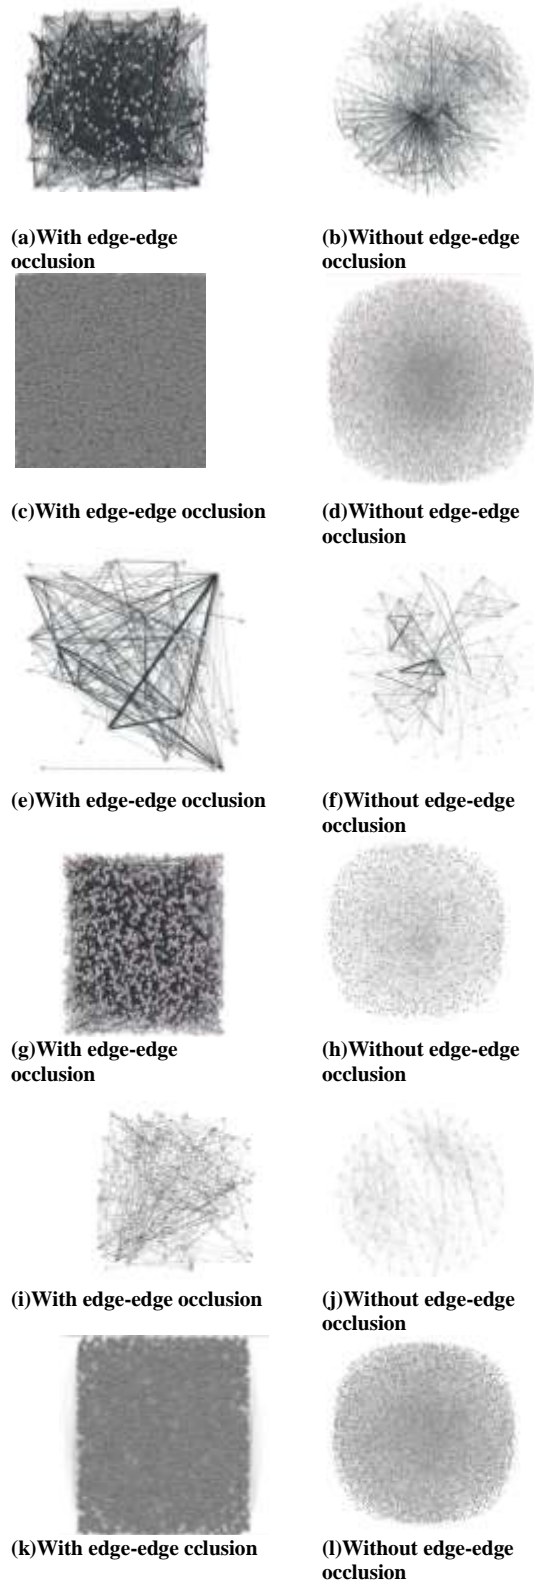 (a)With edge-edge
occlusion
(b)Without edge-edge
occlusion
(c)With edge-edge occlusion
(d)Without edge-edge
occlusion
(e)With edge-edge occlusion
(f)Without edge-edge
occlusion
(g)With edge-edge
occlusion
(h)Without edge-edge
occlusion
(i)With edge-edge occlusion
(j)Without edge-edge
occlusion
(k)With edge-edge cclusion
(l)Without edge-edge
occlusion